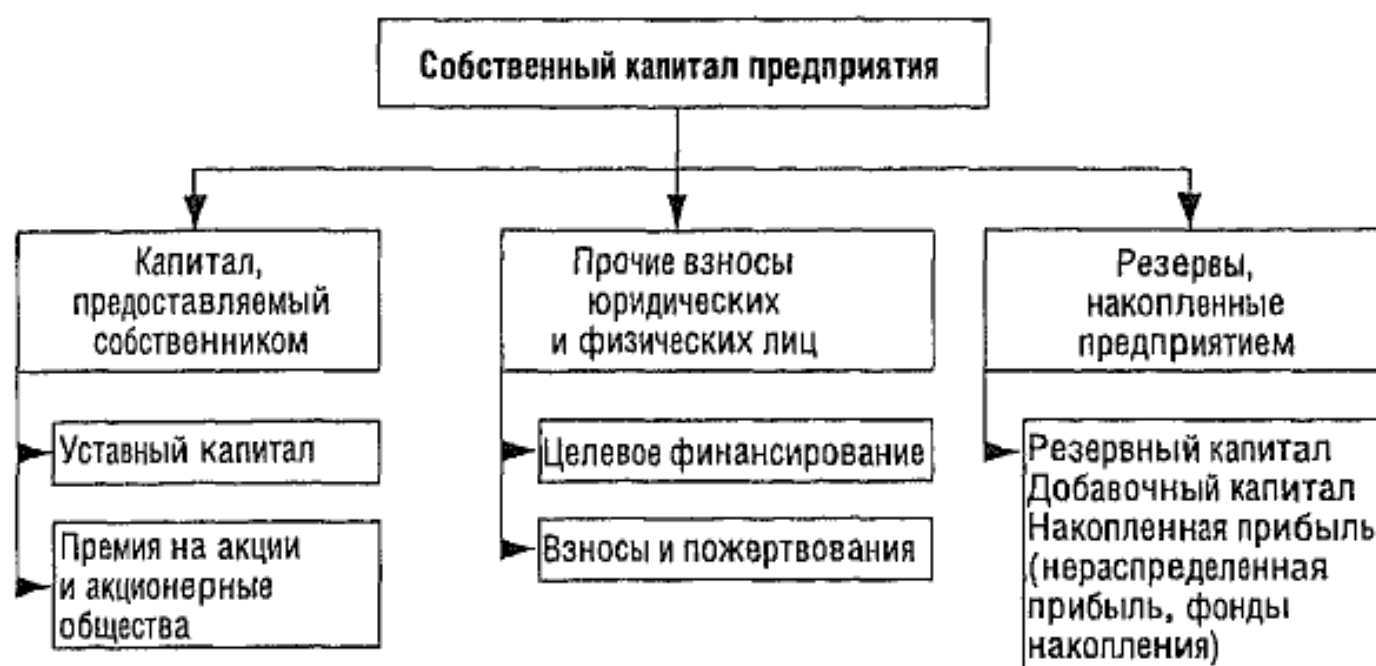 Собственный капитал предприятия
Капитал,
предоставляемый
собственником
Уставный капитал
Премия на акции
и акционерные
общества
Прочие взносы
юридических
и физических лиц
Целевое финансирование
Взносы и пожертвования
Резервы,
накопленные
предприятием
Резервный капитал
Добавочный капитал
Накопленная прибыль
(нераспределенная
прибыль, фонды
накопления)